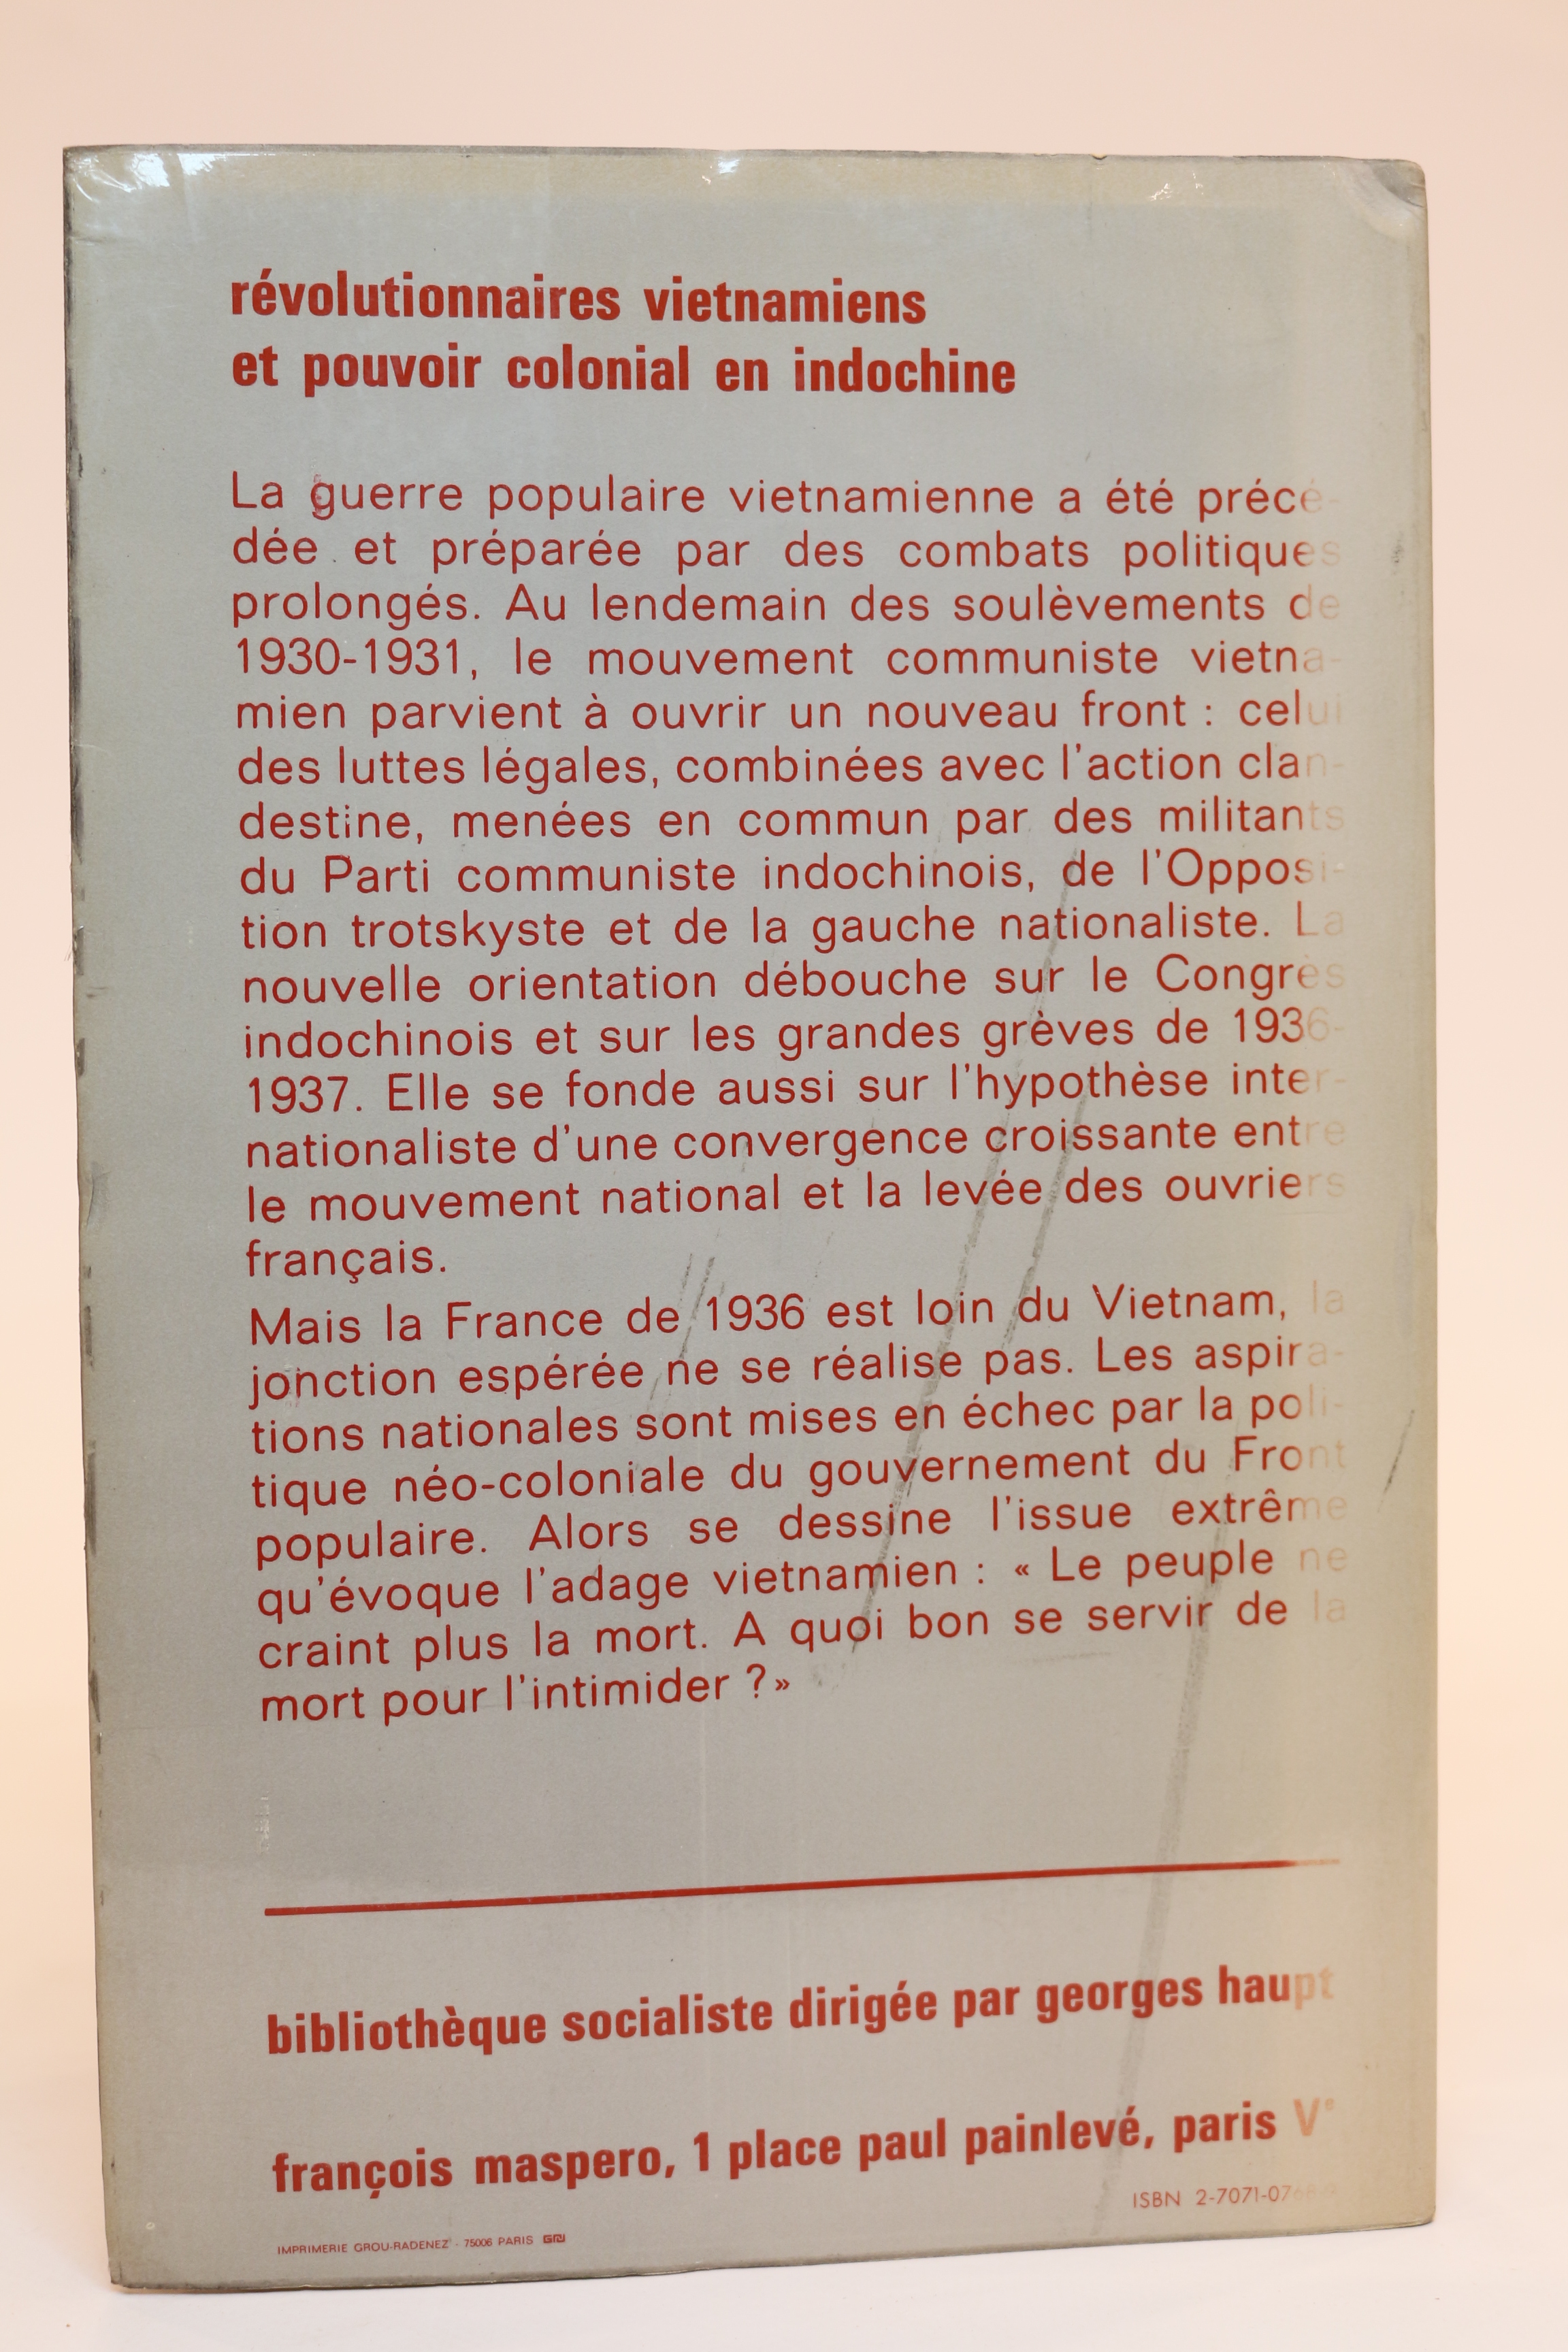 révolutionnaires vietnamiens
et pouvoir colonial en indochine
La guerre populaire vietnamienne a été précé-
dée et préparée par des combats politiques
prolongés. Au lendemain des soulèvements de
1930-1931, le mouvement communiste vietna-
mien parvient à ouvrir un nouveau front : celui
des luttes légales, combinées avec l'action clan-
destine, menées en commun par des militants
du Parti communiste indochinois, de l'Opposi-
tion trotskyste et de la gauche nationaliste. La
nouvelle orientation débouche sur le Congrès
indochinois et sur les grandes grèves de 1936-
1937. Elle se fonde aussi sur l'hypothèse inter-
nationaliste d'une convergence croissante entre
le mouvement national et la levée des ouvriers
français.
Mais la France de 1936 est loin du Vietnam, la
jonction espérée ne se réalise pas. Les aspira-
tions nationales sont mises en échec par la poli-
tique néo-coloniale du gouvernement du Front
populaire. Alors se dessine l'issue extrême
qu'évoque l'adage vietnamien : « Le peuple ne
craint plus la mort. A quoi bon se servir de la
mort pour l'intimider ? »
bibliothèque socialiste dirigée par georges haupt
françois maspero, 1 place paul painlevé, paris Ve
ISBN
IMPRIMERIE GROU-RADENEZ - 75006 PARIS